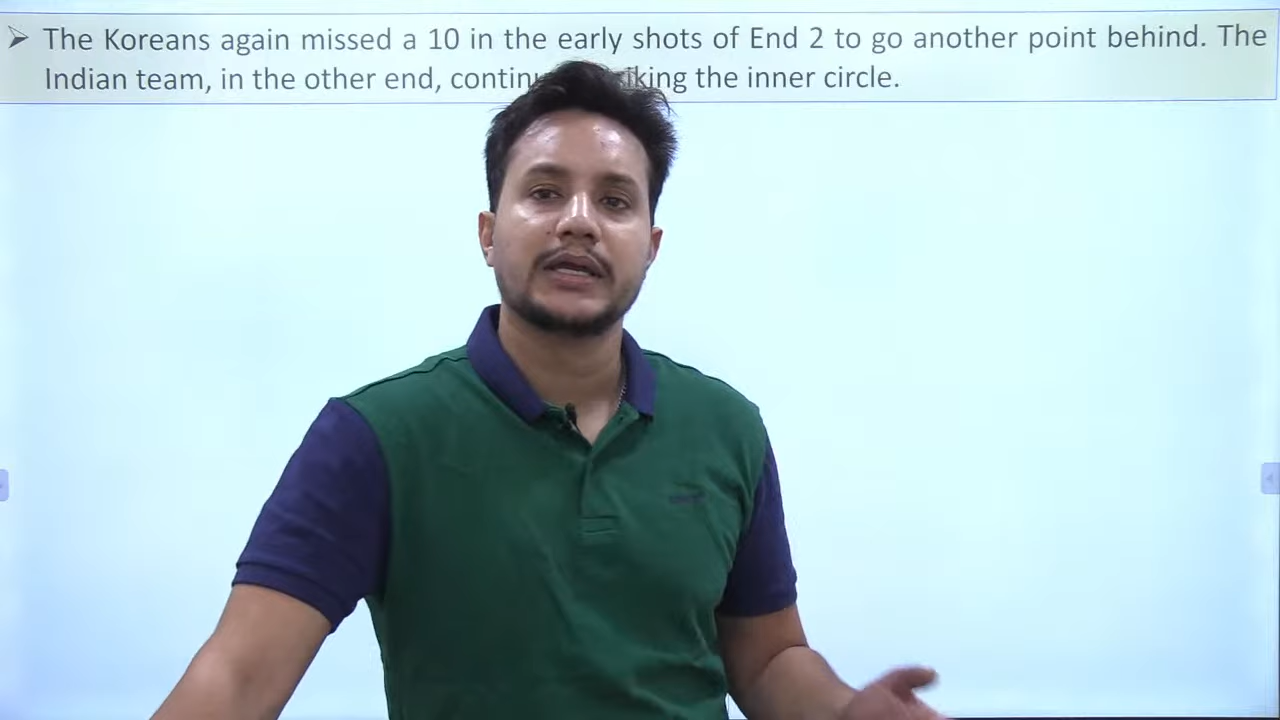 ➢ The Koreans again missed a 10 in the early shots of End 2 to go another point behind. The
Indian team, in the other end, the inner circle.